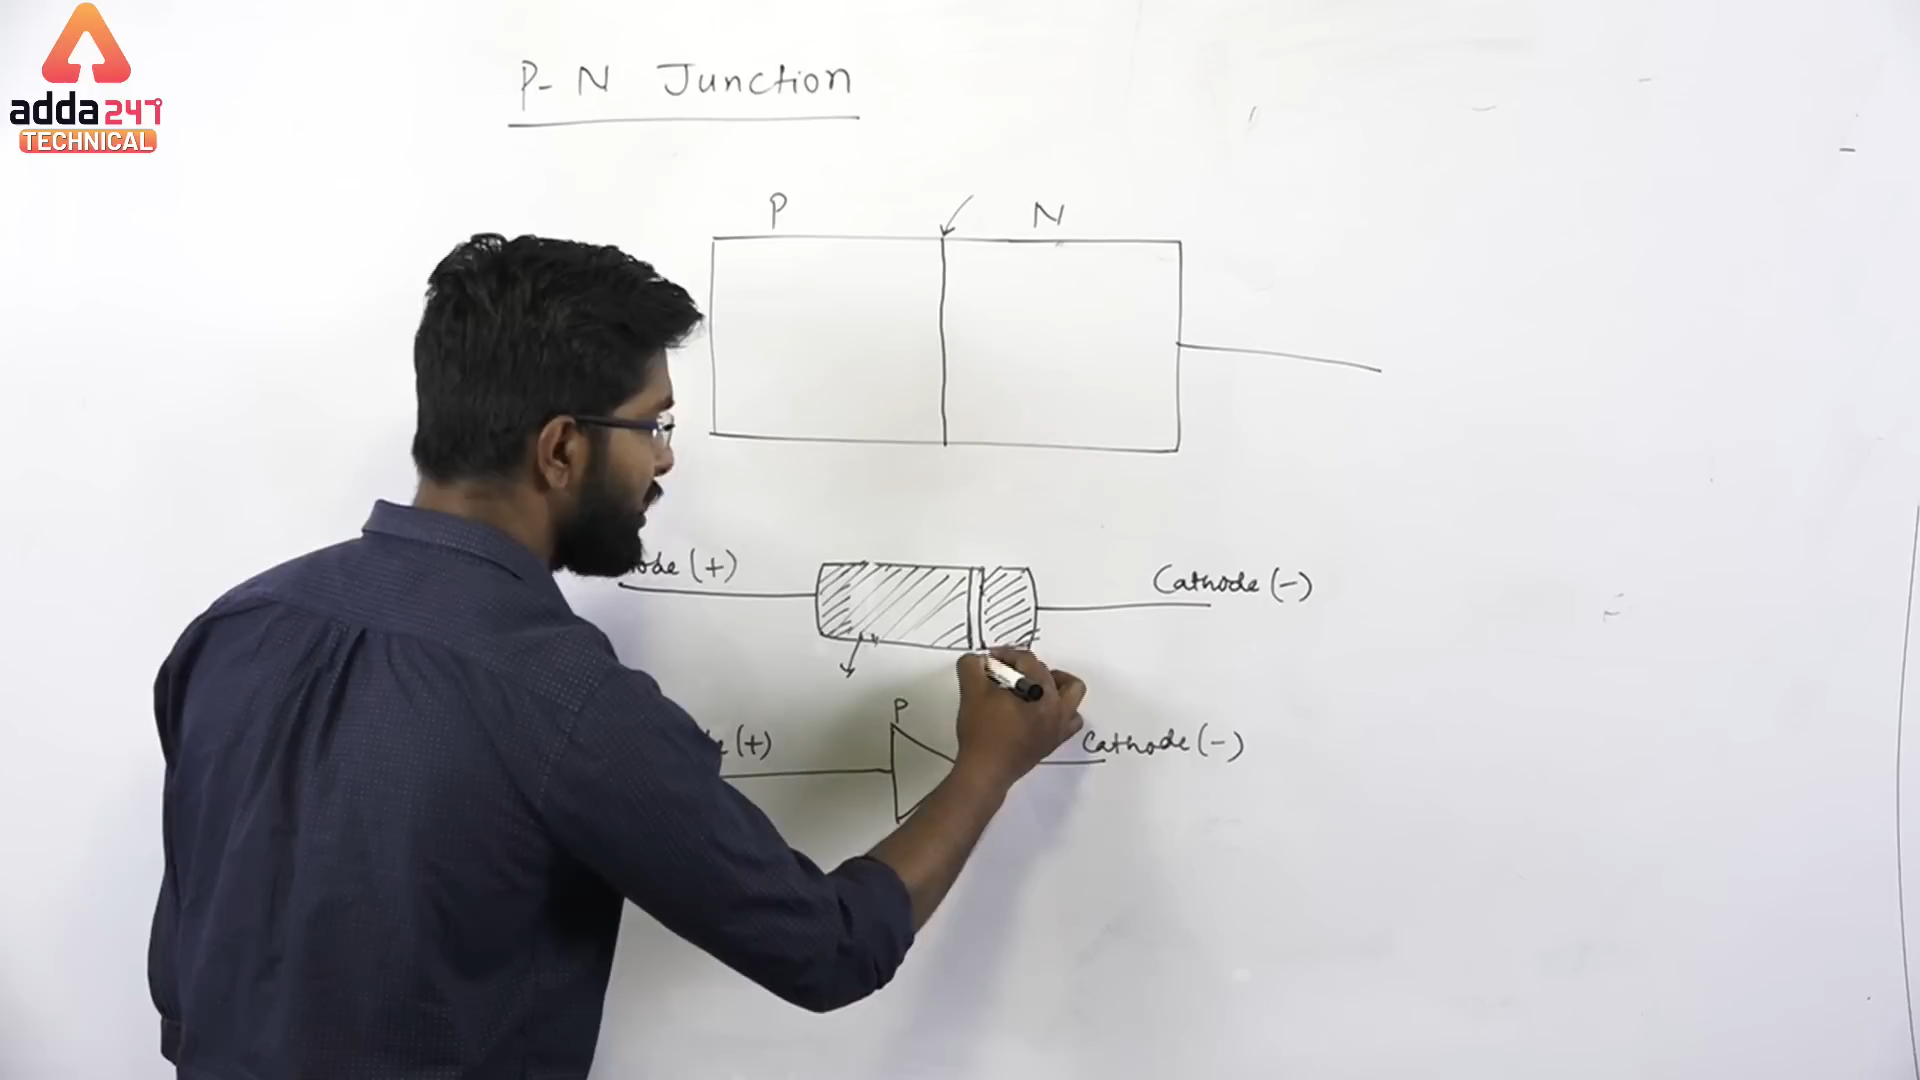 adda247
TECHNICAL
P-N Junction
P
N
(+)
Cathode (-)
P
(+)
Cathode (-)